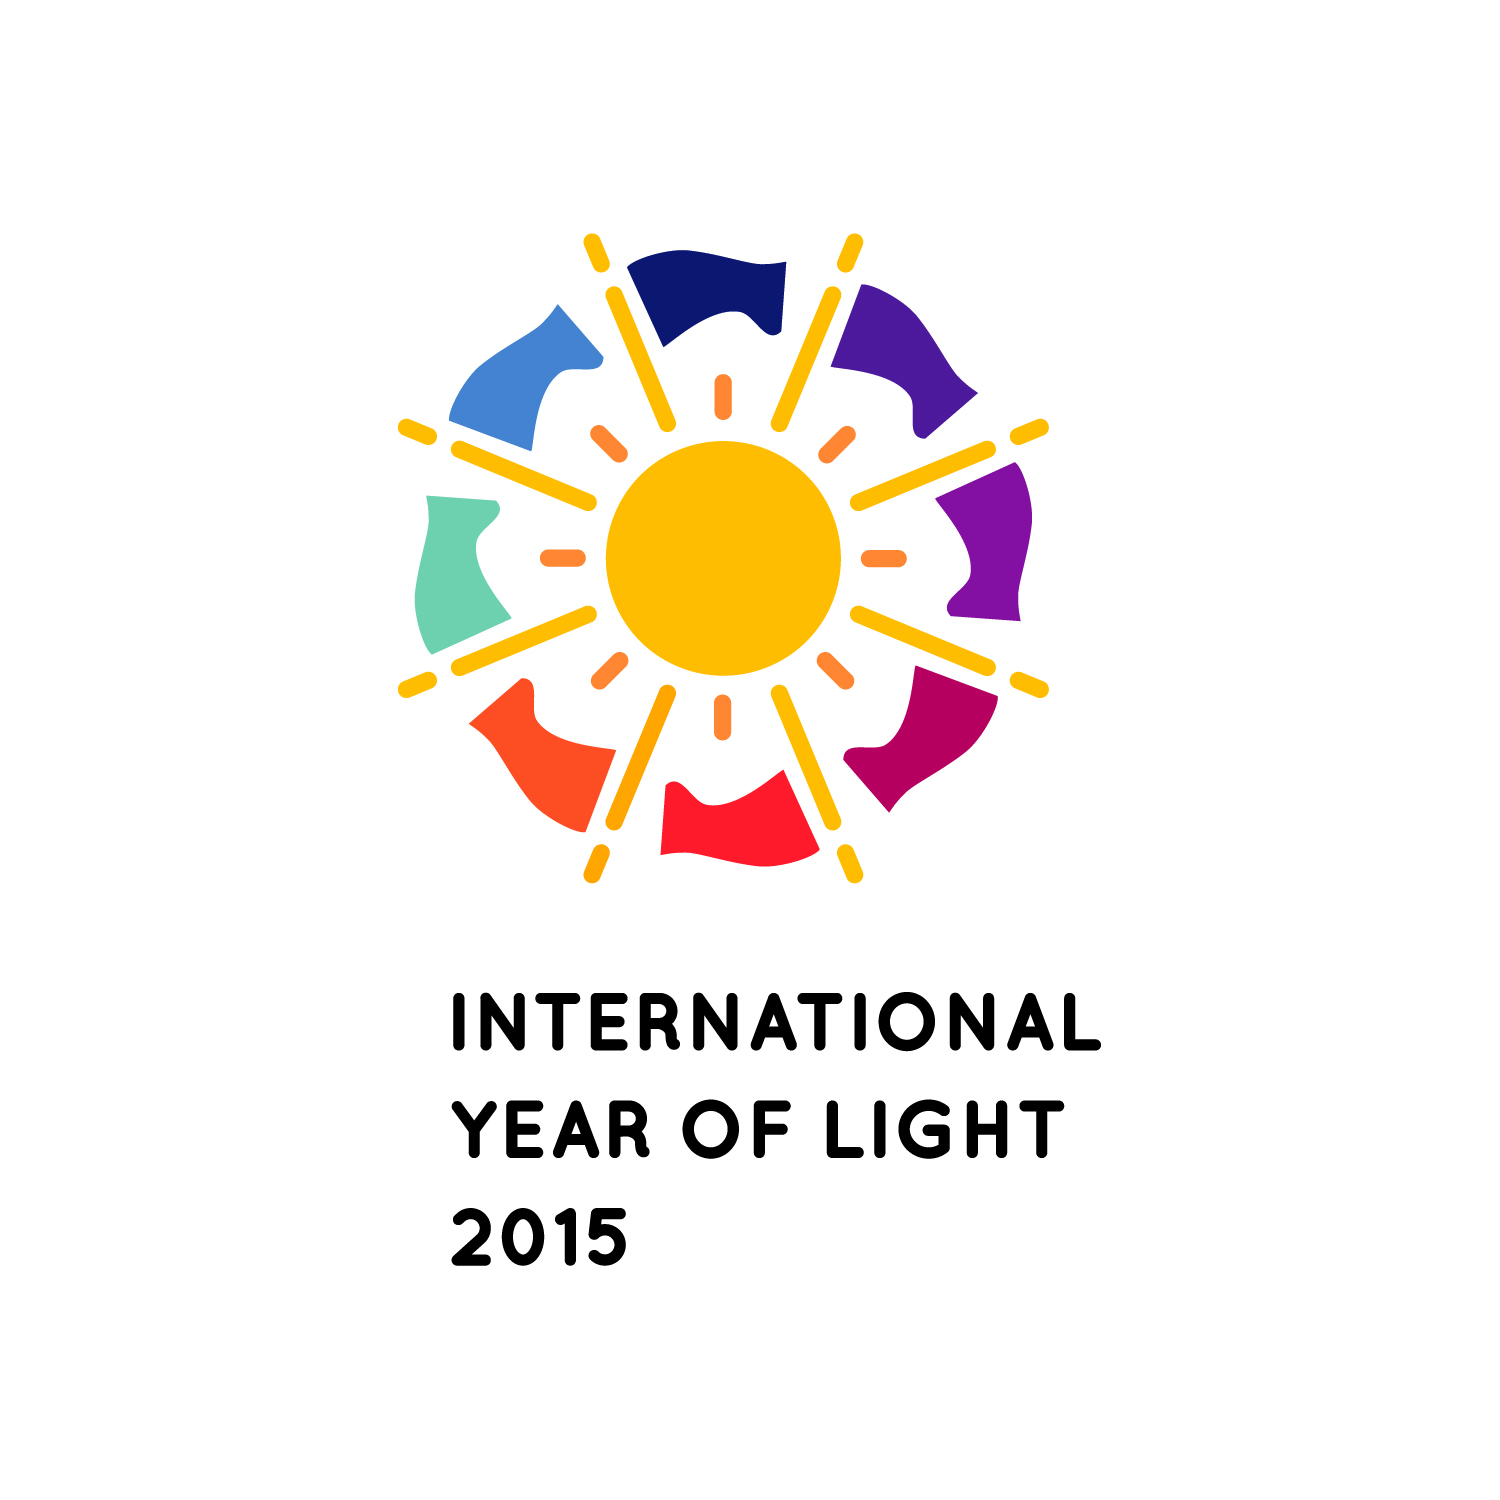 INTERNATIONAL
YEAR OF LIGHT
2015